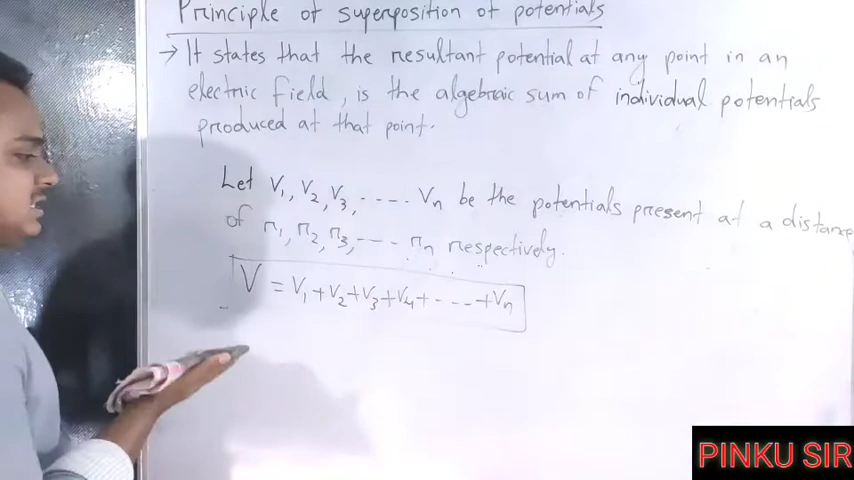 Principle of superposition of potentials
→ It states that the resultant potential at any point in an
electric field, is the algebraic sum of individual potentials
produced at that point.
Let V₁, V₂, V₃, ..... Vn be the potentials present at a distance
of r₁, r₂, r₃, ---- rn respectively.
V = V₁+V₂+V₃+V₄+ ---- +Vn
PINKU SIR